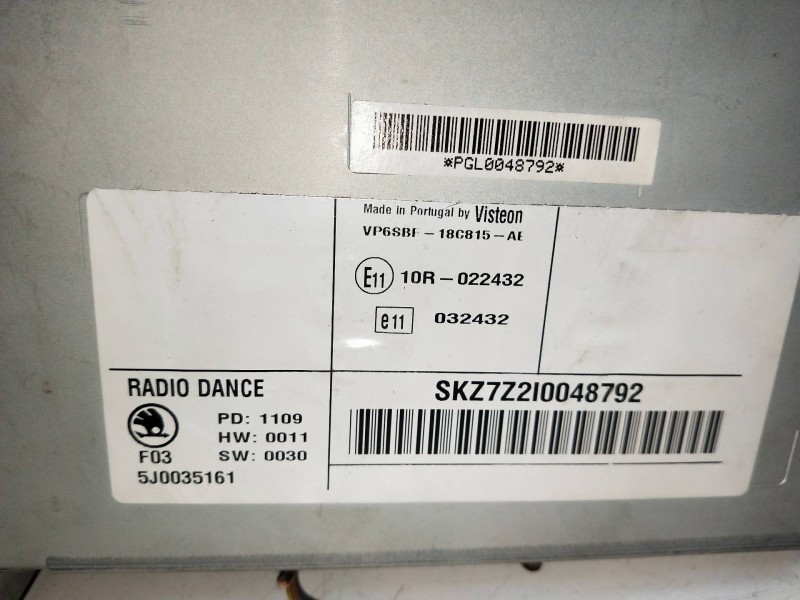 *PGL0048792*
Made in Portugal by Visteon
VP6SBF-18C815-AE
E11 10R-022432
e11 032432
RADIO DANCE
PD: 1109
HW: 0011
F03 SW: 0030
5J0035161
SKZ7Z2I0048792